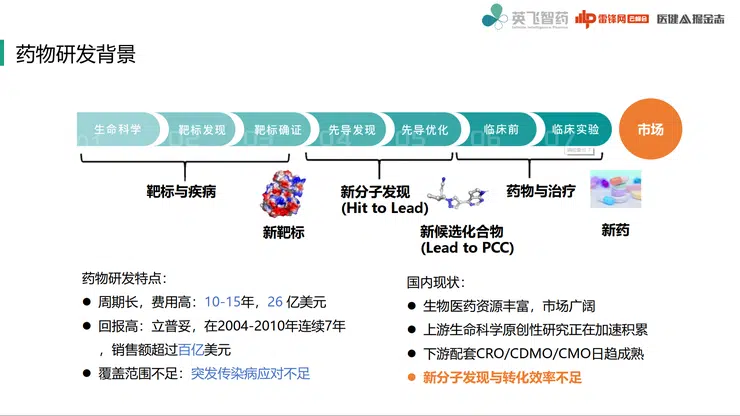 英飞智药
雷锋网
医健AI掘金志
药物研发背景
生命科学
靶标发现
靶标确证
先导发现
先导优化
临床前
临床实验
市场
01 02 03 04 05 06 07
靶标与疾病
新分子发现
(Hit to Lead)
药物与治疗
新靶标
新候选化合物
(Lead to PCC)
新药
药物研发特点：
● 周期长，费用高：10-15年，26 亿美元
● 回报高：立普妥，在2004-2010年连续7年
，销售额超过百亿美元
● 覆盖范围不足：突发传染病应对不足
国内现状：
● 生物医药资源丰富，市场广阔
● 上游生命科学原创性研究正在加速积累
● 下游配套CRO/CDMO/CMO日趋成熟
● 新分子发现与转化效率不足